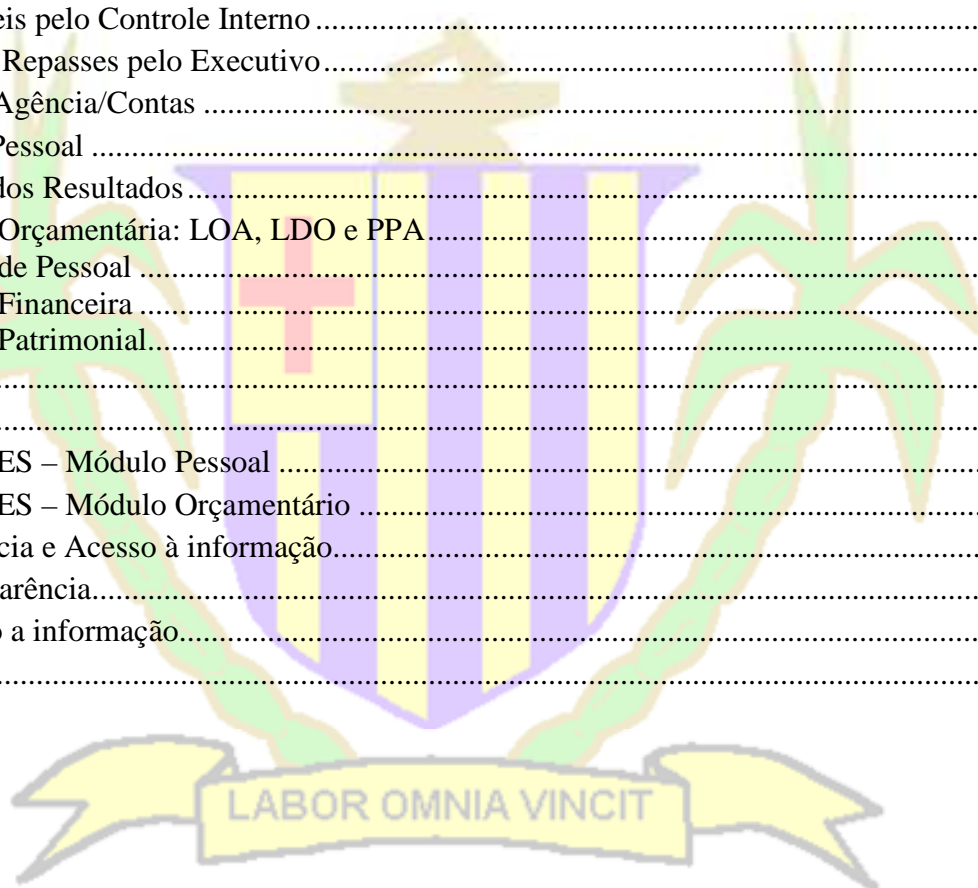 eis pelo Controle Interno ........................................................................................
Repasses pelo Executivo ........................................................................................
Agência/Contas ........................................................................................
Pessoal ........................................................................................
dos Resultados ........................................................................................
Orçamentária: LOA, LDO e PPA ........................................................................................
de Pessoal ........................................................................................
Financeira ........................................................................................
Patrimonial ........................................................................................
........................................................................................
........................................................................................
ES – Módulo Pessoal ........................................................................................
ES – Módulo Orçamentário ........................................................................................
cia e Acesso à informação ........................................................................................
arência ........................................................................................
o a informação ........................................................................................
........................................................................................
LABOR OMNIA VINCIT